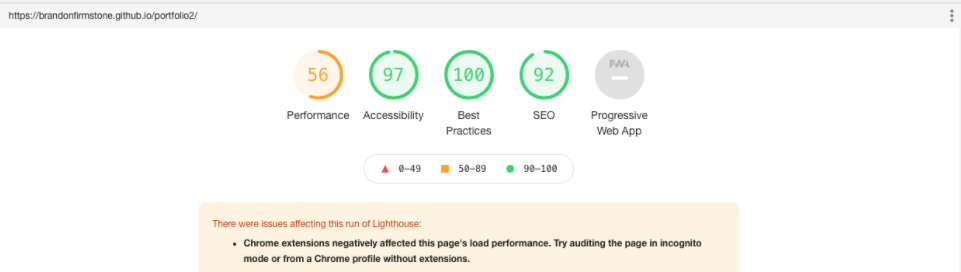 https://brandonfirmstone.github.io/portfolio2/
56
97
100
92
PWA
Performance
Accessibility
Best
Practices
SEO
Progressive
Web App
0–49
50–89
90–100
There were issues affecting this run of Lighthouse:
• Chrome extensions negatively affected this page's load performance. Try auditing the page in incognito
mode or from a Chrome profile without extensions.